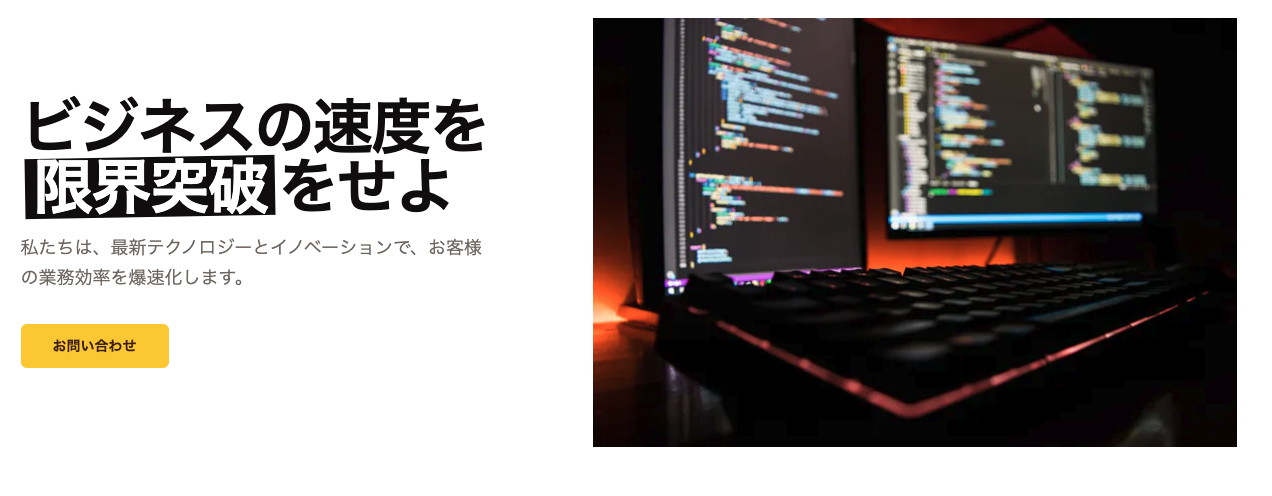 ビジネスの速度を
限界突破をせよ
私たちは、最新テクノロジーとイノベーションで、お客様
の業務効率を爆速化します。
お問い合わせ